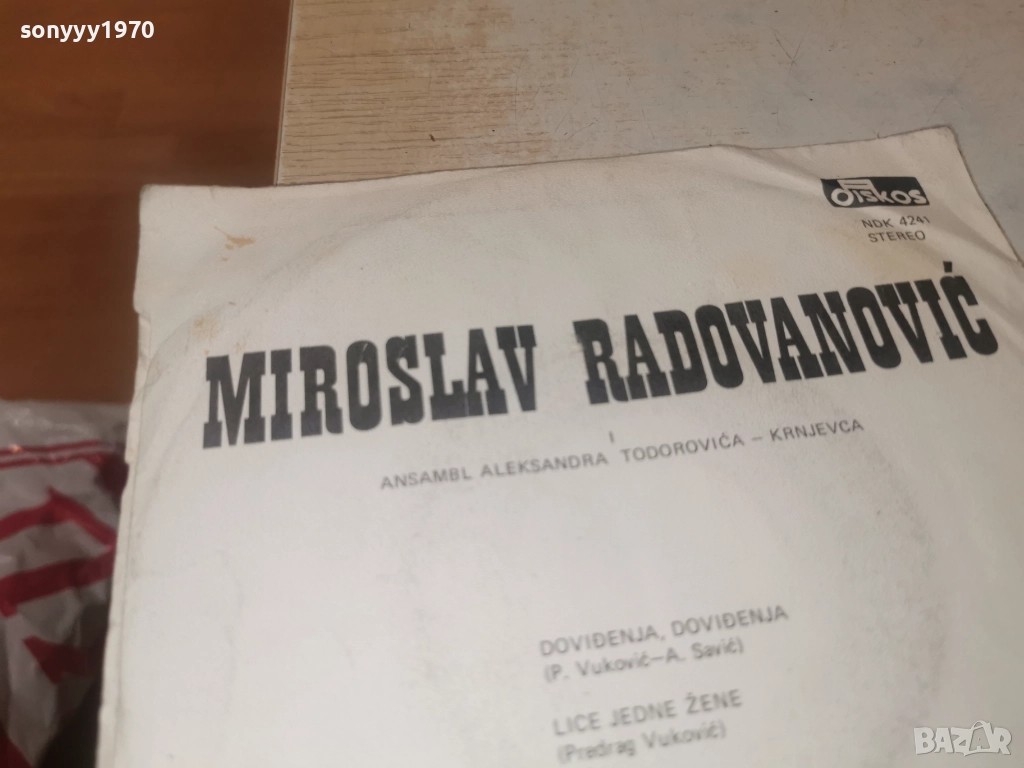 sonyyy1970
DISKOS
NDK 4241
STEREO
MIROSLAV RADOVANOVIĆ
I
ANSAMBL ALEKSANDRA TODOROVIĆA – KRNJEVCA
DOVIĐENJA, DOVIĐENJA
(P. Vuković—A. Savić)
LICE JEDNE ŽENE
(Predrag Vuković)
BAZAR